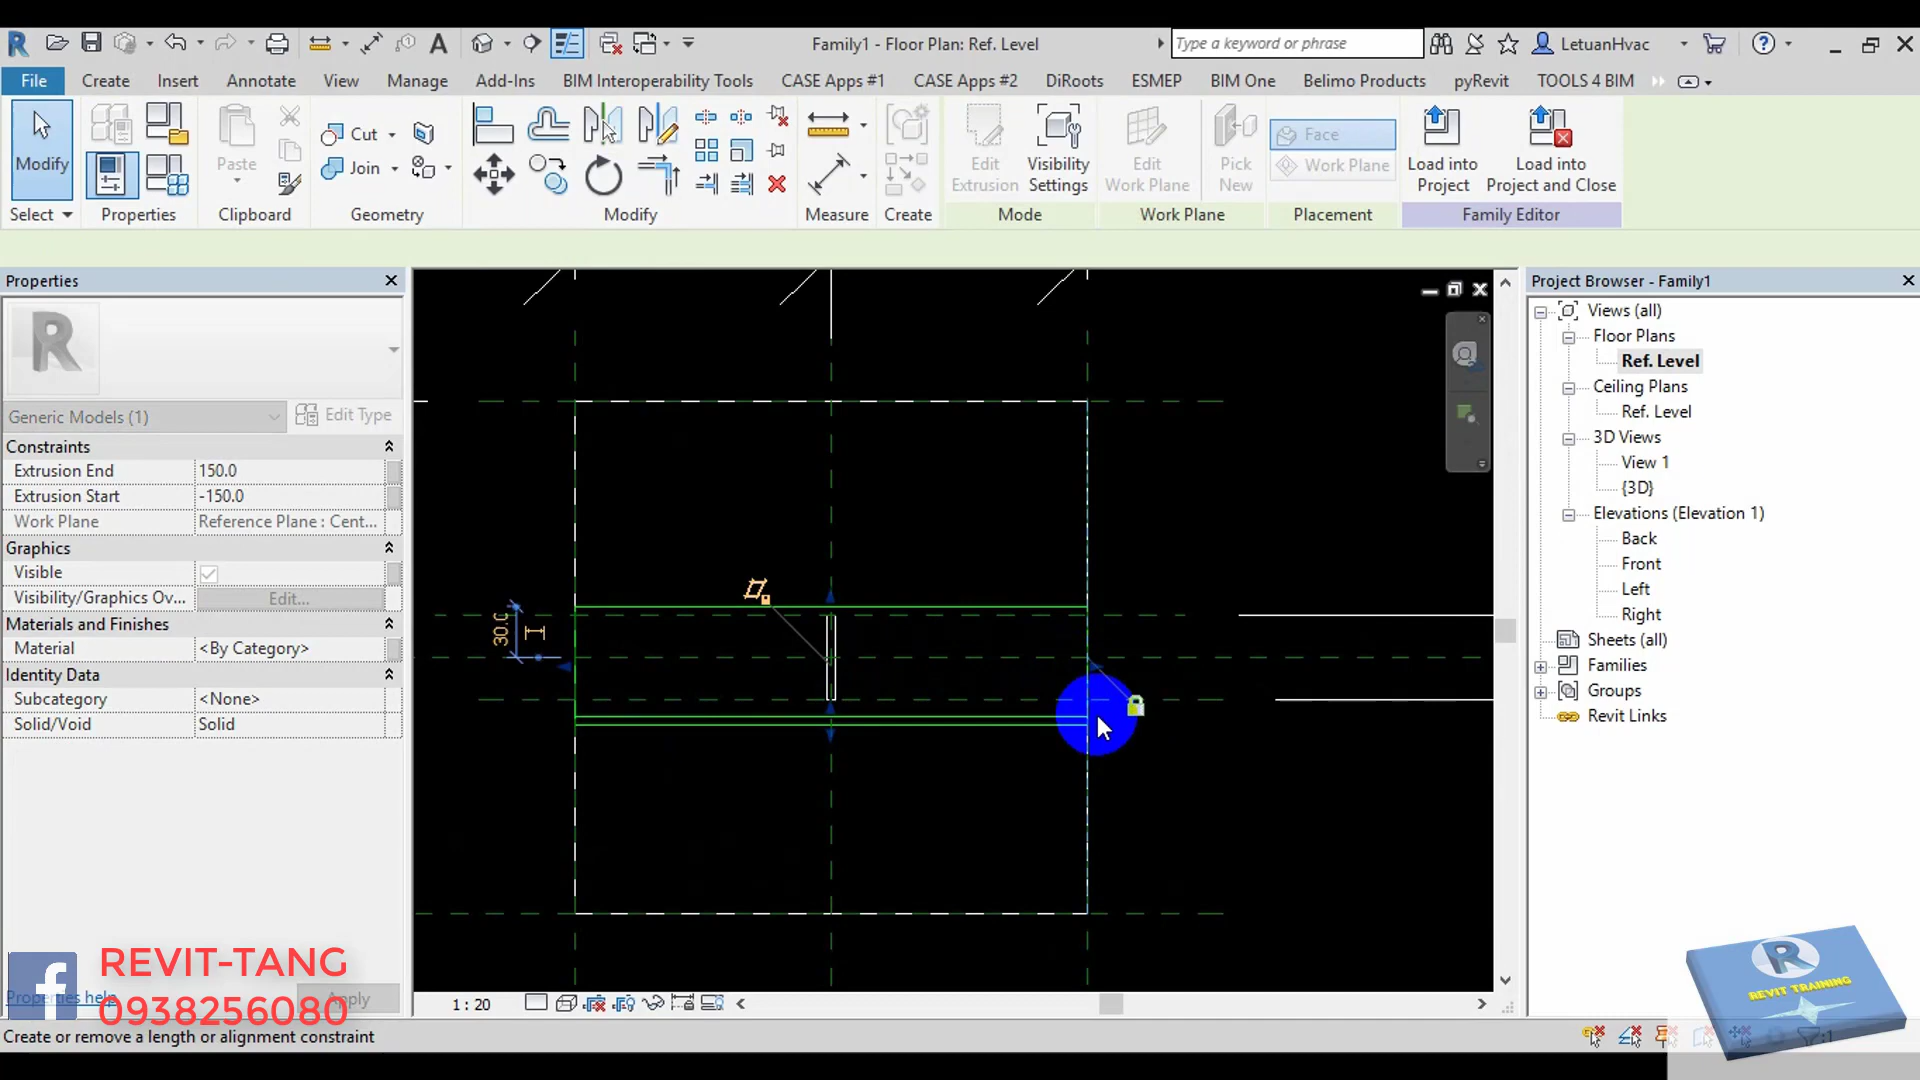 Family1 - Floor Plan: Ref. Level
Type a keyword or phrase
LetuanHvac
File
Create
Insert
Annotate
View
Manage
Add-Ins
BIM Interoperability Tools
CASE Apps #1
CASE Apps #2
DiRoots
ESMEP
BIM One
Belimo Products
pyRevit
TOOLS 4 BIM
Modify
Paste
Cut
Join
Edit
Extrusion
Visibility
Settings
Edit
Work Plane
Pick
New
Face
Work Plane
Load into
Project
Load into
Project and Close
Select
Properties
Clipboard
Geometry
Modify
Measure
Create
Mode
Work Plane
Placement
Family Editor
Properties
Generic Models (1)
Edit Type
Constraints
Extrusion End 150.0
Extrusion Start -150.0
Work Plane Reference Plane : Cent...
Graphics
Visible
Visibility/Graphics Ov... Edit...
Materials and Finishes
Material <By Category>
Identity Data
Subcategory <None>
Solid/Void Solid
Properties help
Apply
REVIT-TANG
0938256080
30.0
1 : 20
Create or remove a length or alignment constraint
Project Browser - Family1
Views (all)
Floor Plans
Ref. Level
Ceiling Plans
Ref. Level
3D Views
View 1
{3D}
Elevations (Elevation 1)
Back
Front
Left
Right
Sheets (all)
Families
Groups
Revit Links
REVIT TRAINING